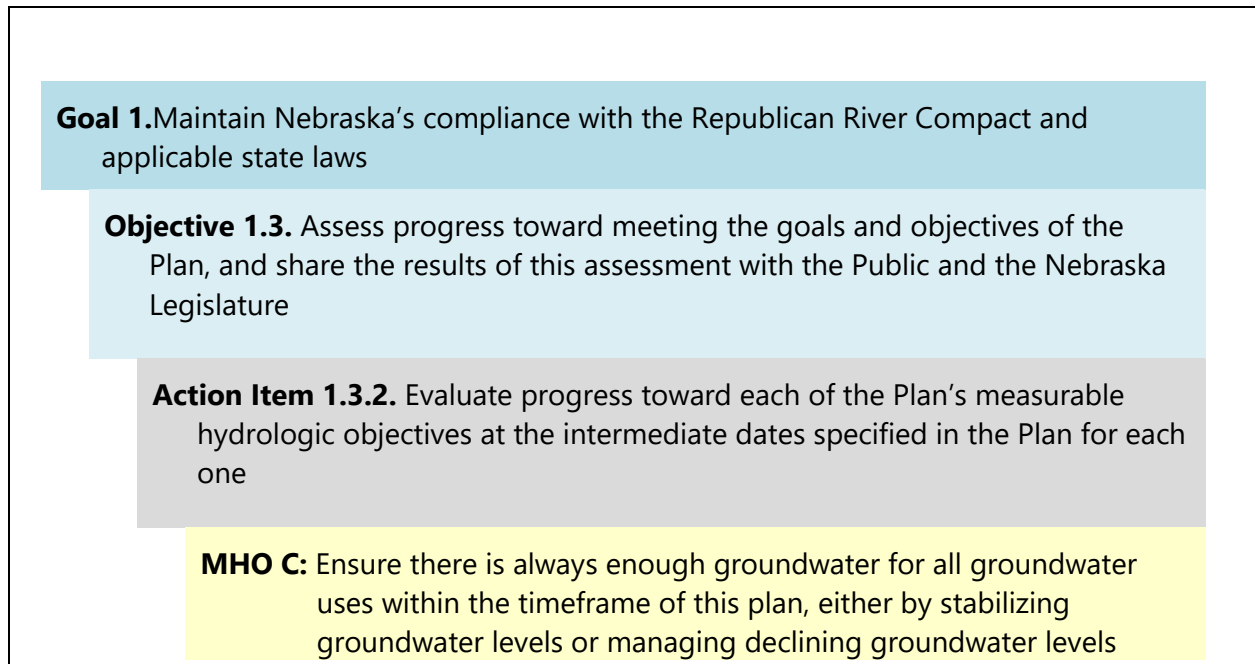 Goal 1.Maintain Nebraska’s compliance with the Republican River Compact and
applicable state laws
Objective 1.3. Assess progress toward meeting the goals and objectives of the
Plan, and share the results of this assessment with the Public and the Nebraska
Legislature
Action Item 1.3.2. Evaluate progress toward each of the Plan’s measurable
hydrologic objectives at the intermediate dates specified in the Plan for each
one
MHO C: Ensure there is always enough groundwater for all groundwater
uses within the timeframe of this plan, either by stabilizing
groundwater levels or managing declining groundwater levels